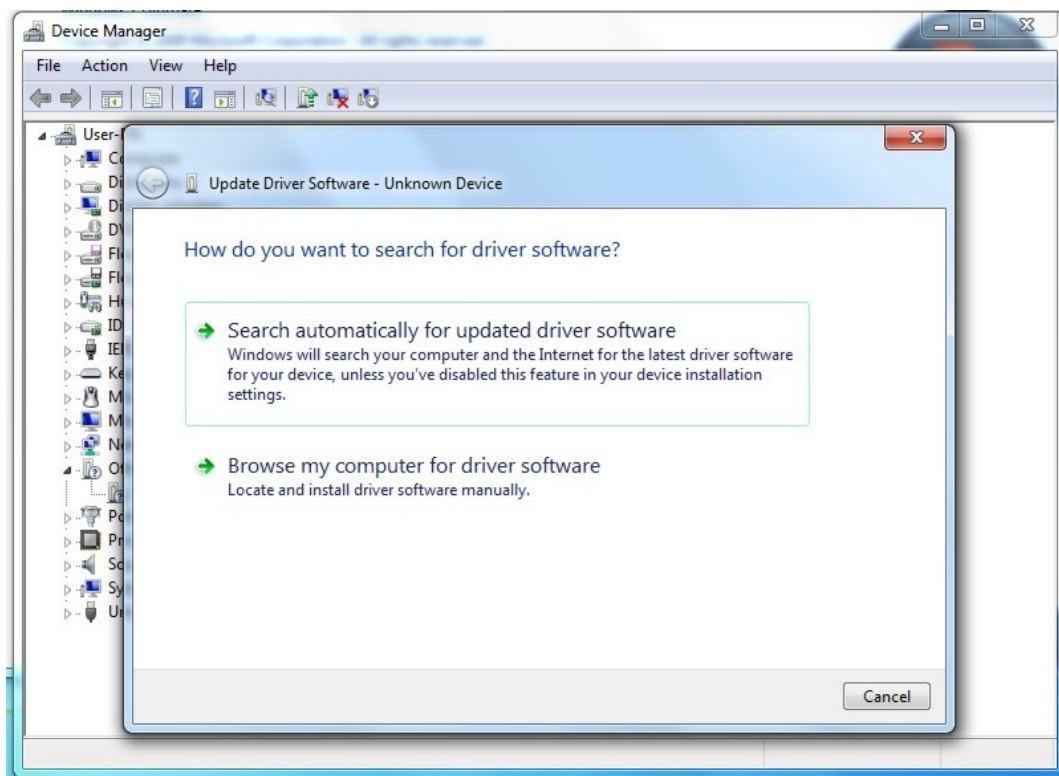 Device Manager
File Action View Help
User-
Update Driver Software - Unknown Device
How do you want to search for driver software?
Search automatically for updated driver software
Windows will search your computer and the Internet for the latest driver software
for your device, unless you've disabled this feature in your device installation
settings.
Browse my computer for driver software
Locate and install driver software manually.
Cancel